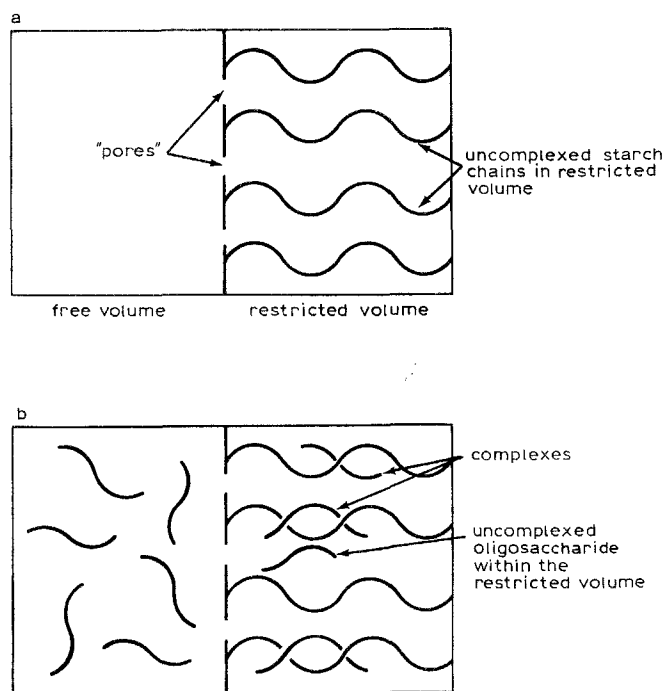 a
"pores"
uncomplexed starch
chains in restricted
volume
free volume
restricted volume
b
complexes
uncomplexed
oligosaccharide
within the
restricted volume